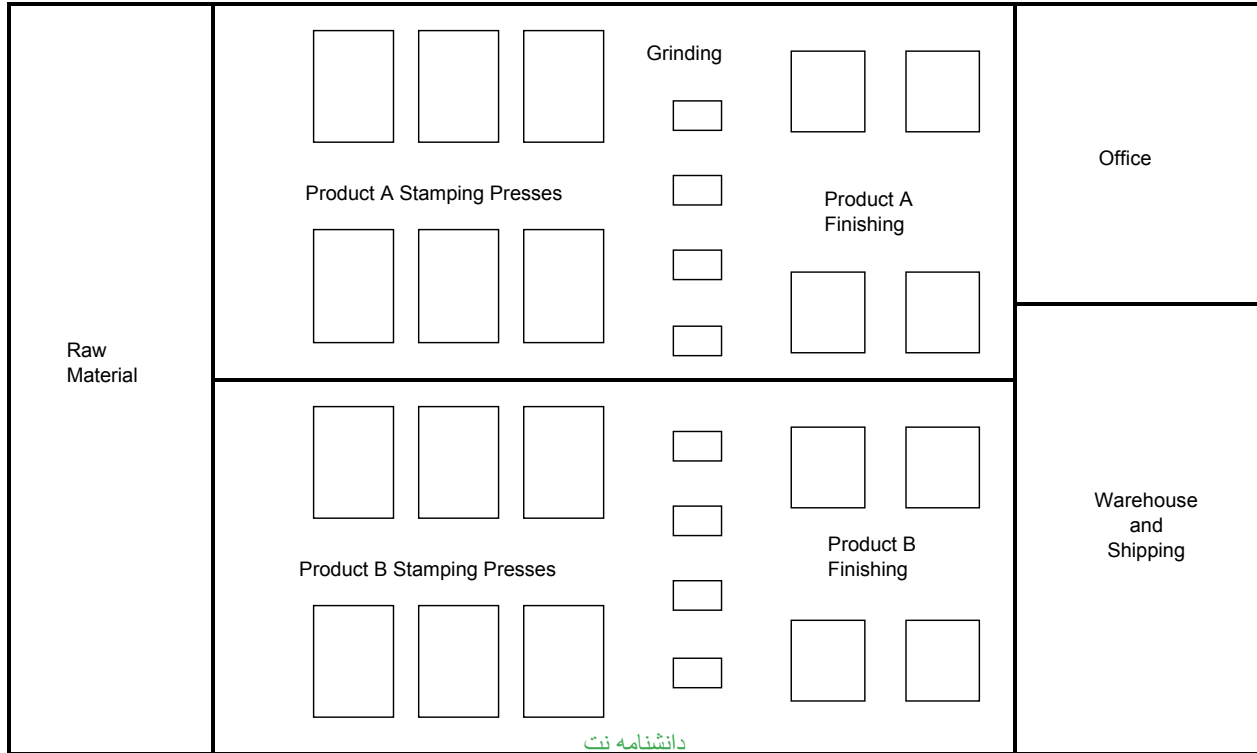 Grinding
Office
Product A Stamping Presses
Product A
Finishing
Raw
Material
Warehouse
and
Shipping
Product B
Finishing
Product B Stamping Presses
دانشنامه نت